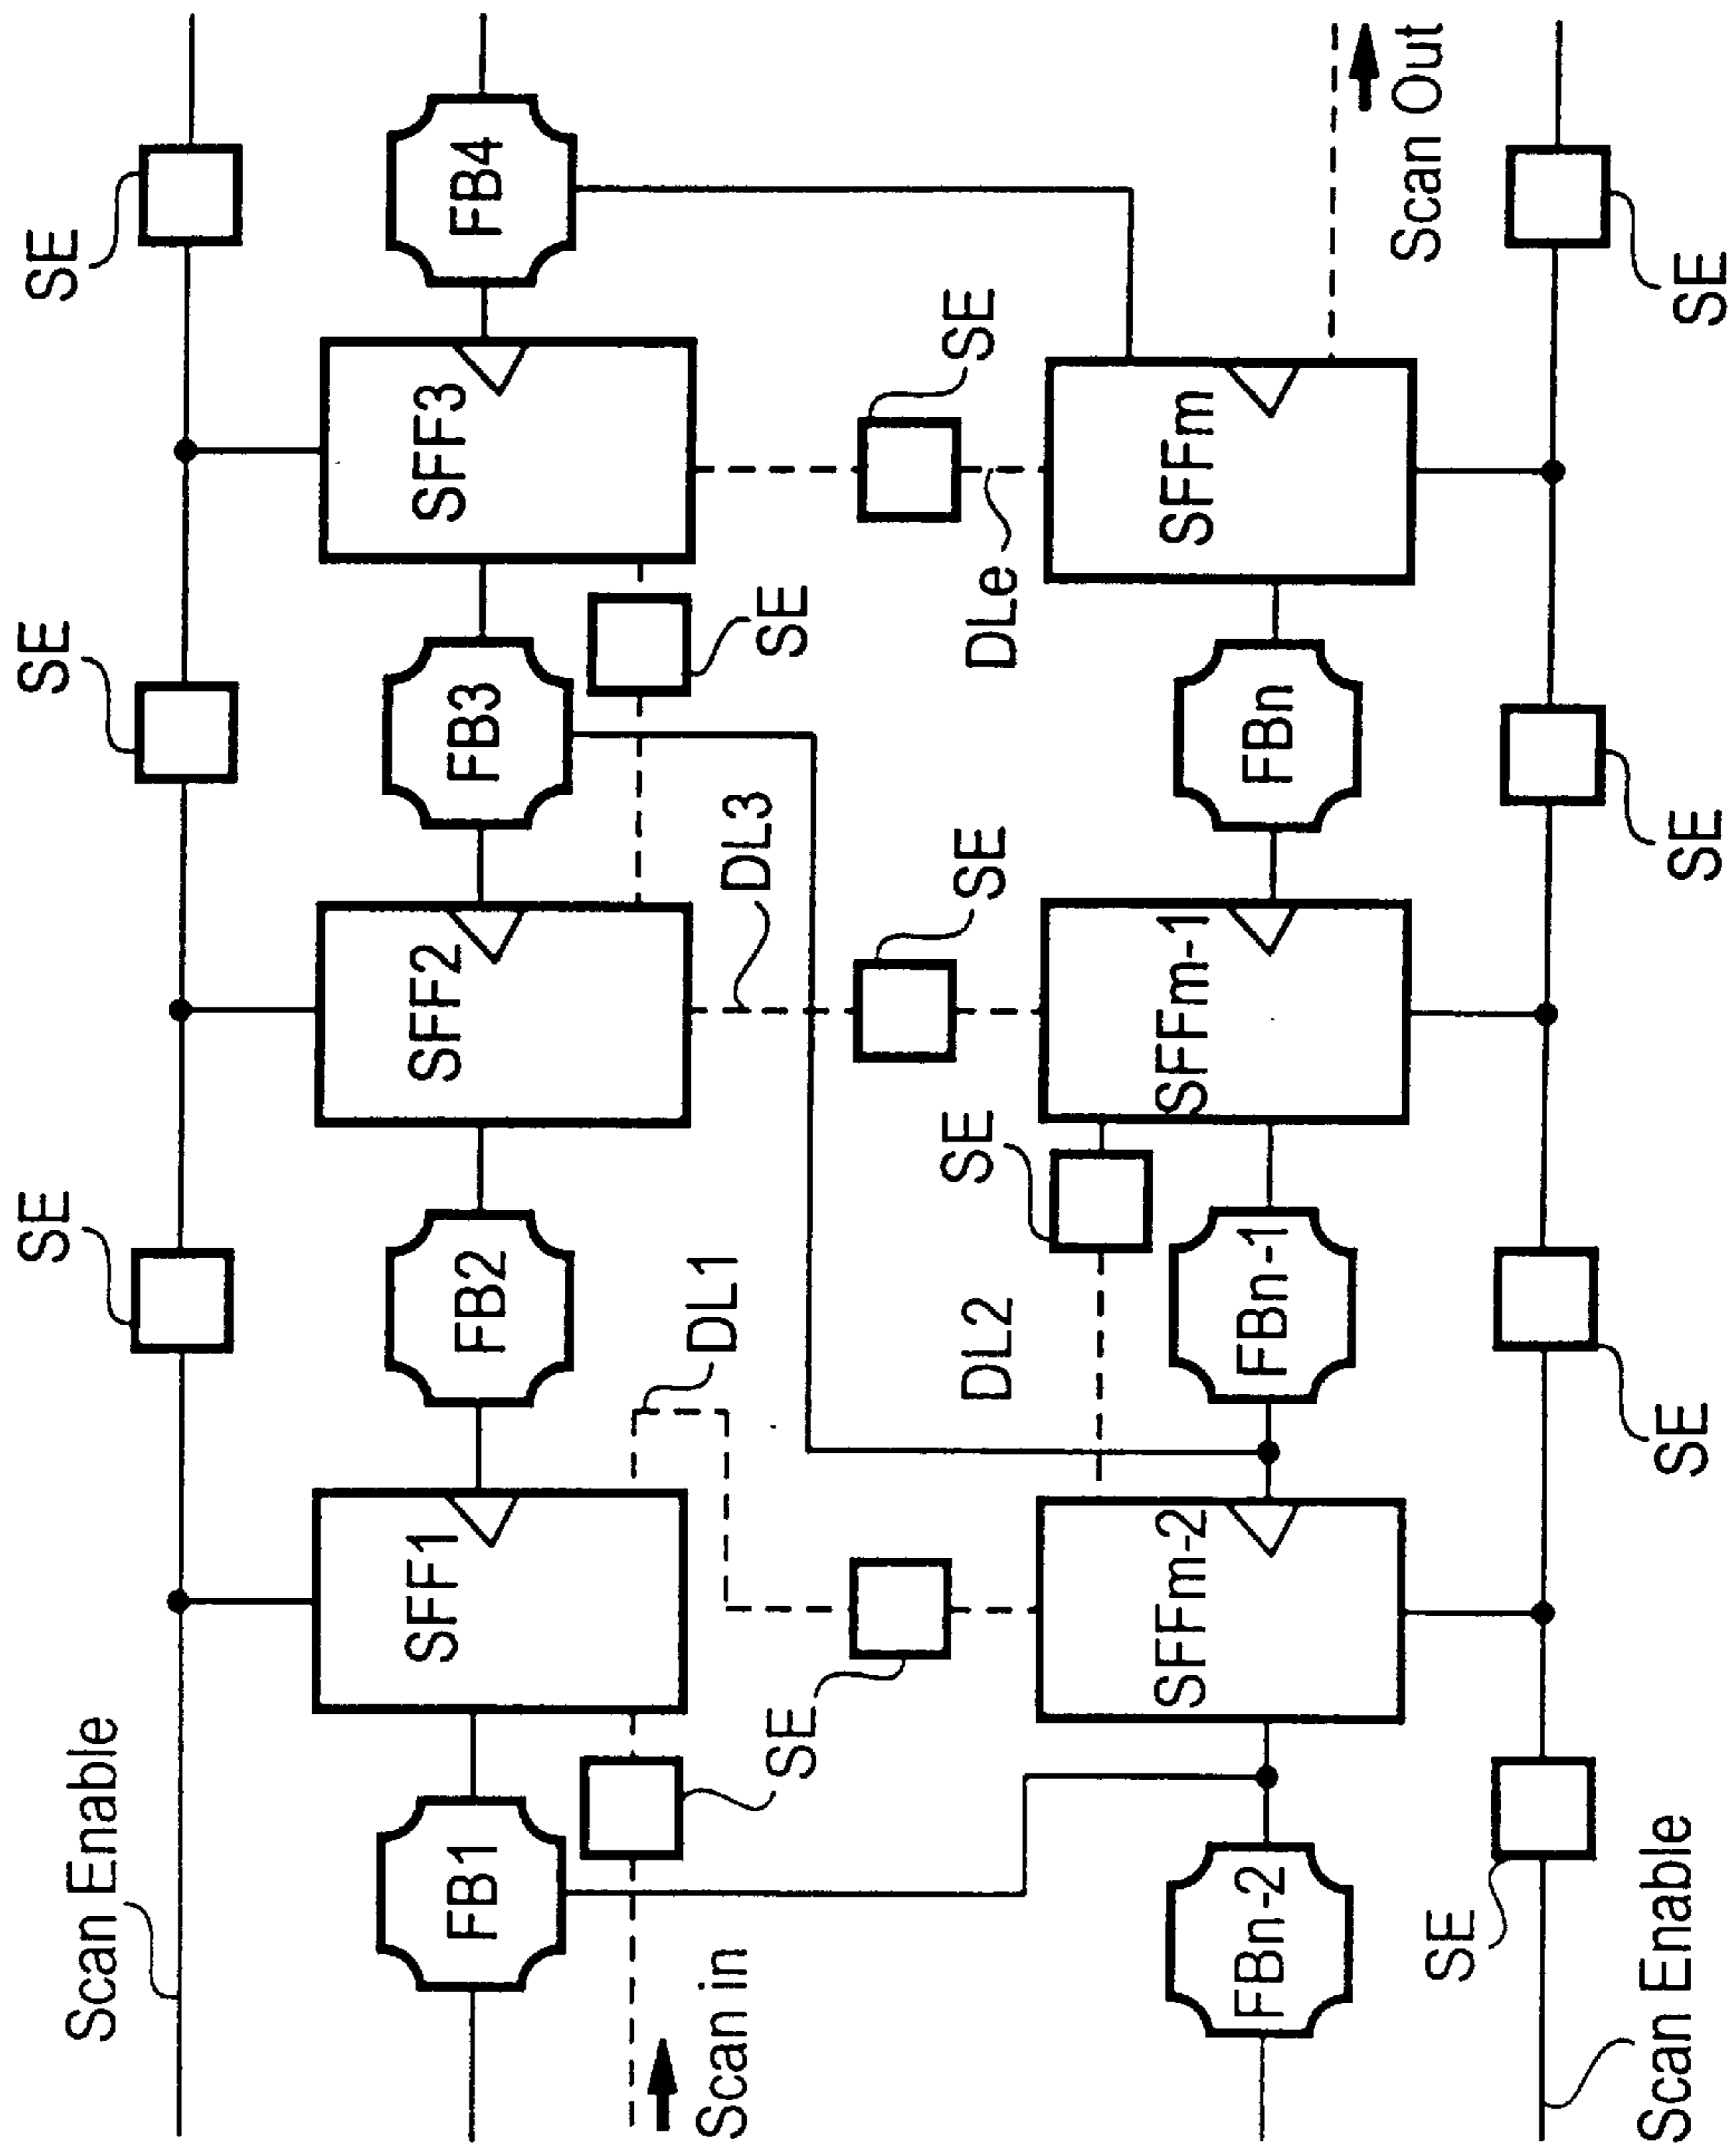 Scan Enable
SE
SE
SE
FB1
SFF1
FB2
SFF2
FB3
SFF3
FB4
Scan in
SE
DL1
DL3
SE
DL2
SE
SE
DLe
SE
FBn-2
SFFm-2
FBn-1
SFFm-1
FBn
SFFm
Scan Out
SE
Scan Enable
SE
SE
SE